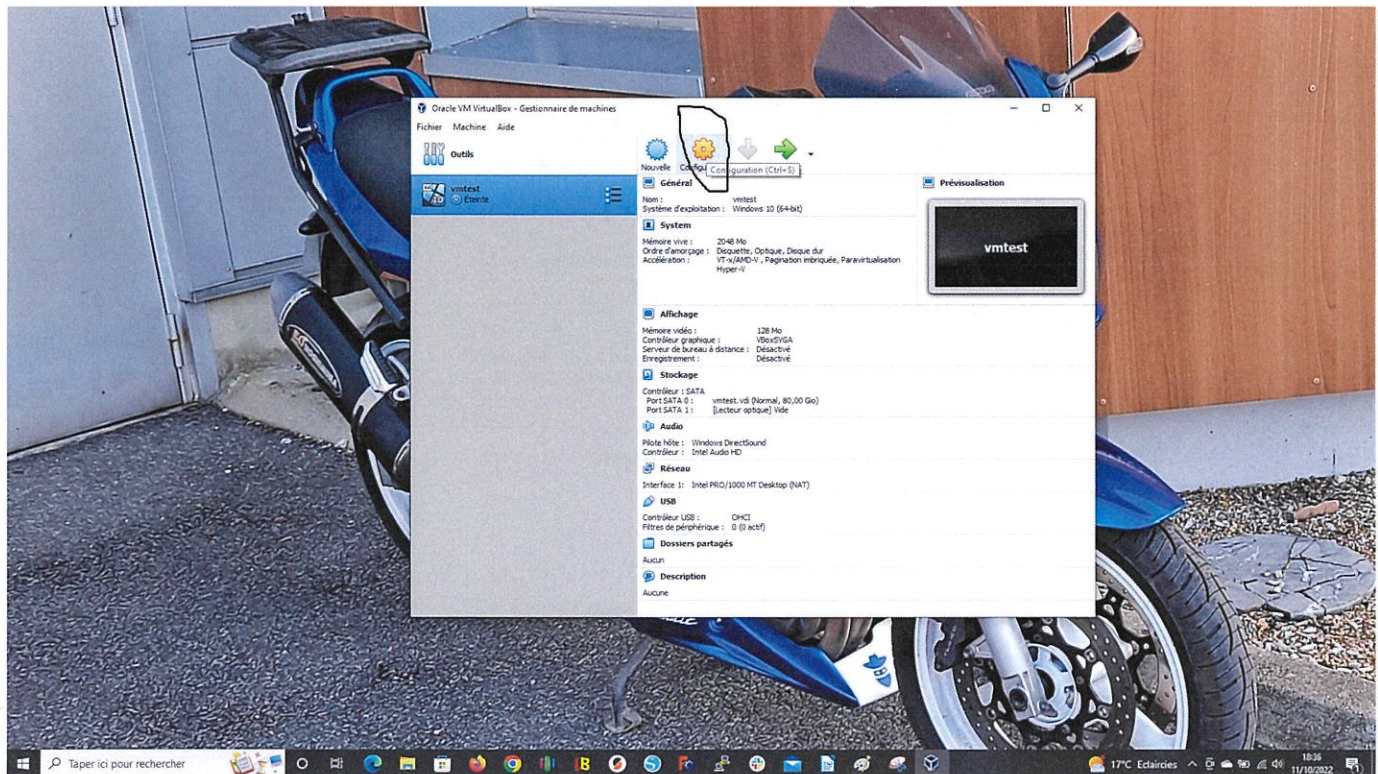 Oracle VM VirtualBox - Gestionnaire de machines
Fichier Machine Aide
Outils
Nouvelle Configu
Configuration (Ctrl+S)
vmtest
Éteinte
Général
Nom : vmtest
Système d'exploitation : Windows 10 (64-bit)
System
Mémoire vive : 2048 Mo
Ordre d'amorçage : Disquette, Optique, Disque dur
Accélération : VT-x/AMD-V , Pagination imbriquée, Paravirtualisation
Hyper-V
Prévisualisation
vmtest
Affichage
Mémoire vidéo : 128 Mo
Contrôleur graphique : VBoxSVGA
Serveur de bureau à distance : Désactivé
Enregistrement : Désactivé
Stockage
Contrôleur : SATA
Port SATA 0 : vmtest.vdi (Normal, 80,00 Gio)
Port SATA 1 : [Lecteur optique] Vide
Audio
Pilote hôte : Windows DirectSound
Contrôleur : Intel Audio HD
Réseau
Interface 1: Intel PRO/1000 MT Desktop (NAT)
USB
Contrôleur USB : OHCI
Filtres de périphérique : 0 (0 actif)
Dossiers partagés
Aucun
Description
Aucune
Taper ici pour rechercher
17°C Eclaircies
18:36
11/10/2022